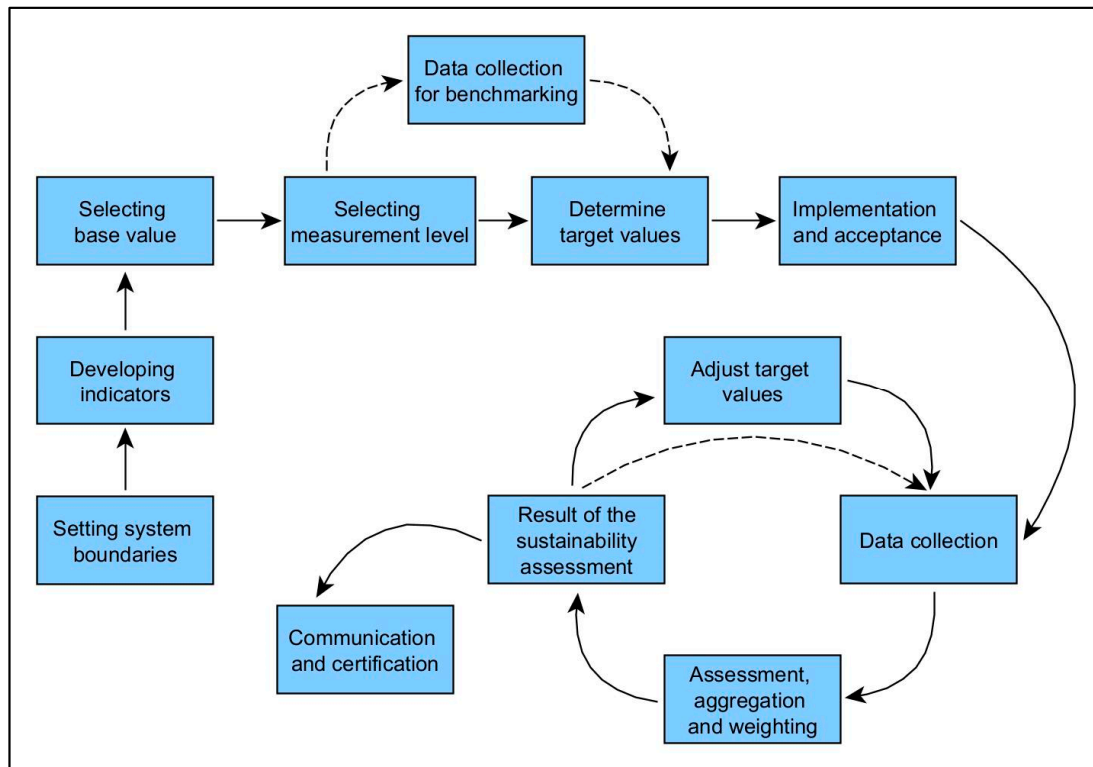 Data collection
for benchmarking
Selecting
base value
Selecting
measurement level
Determine
target values
Implementation
and acceptance
Developing
indicators
Adjust target
values
Setting system
boundaries
Result of the
sustainability
assessment
Data collection
Communication
and certification
Assessment,
aggregation
and weighting